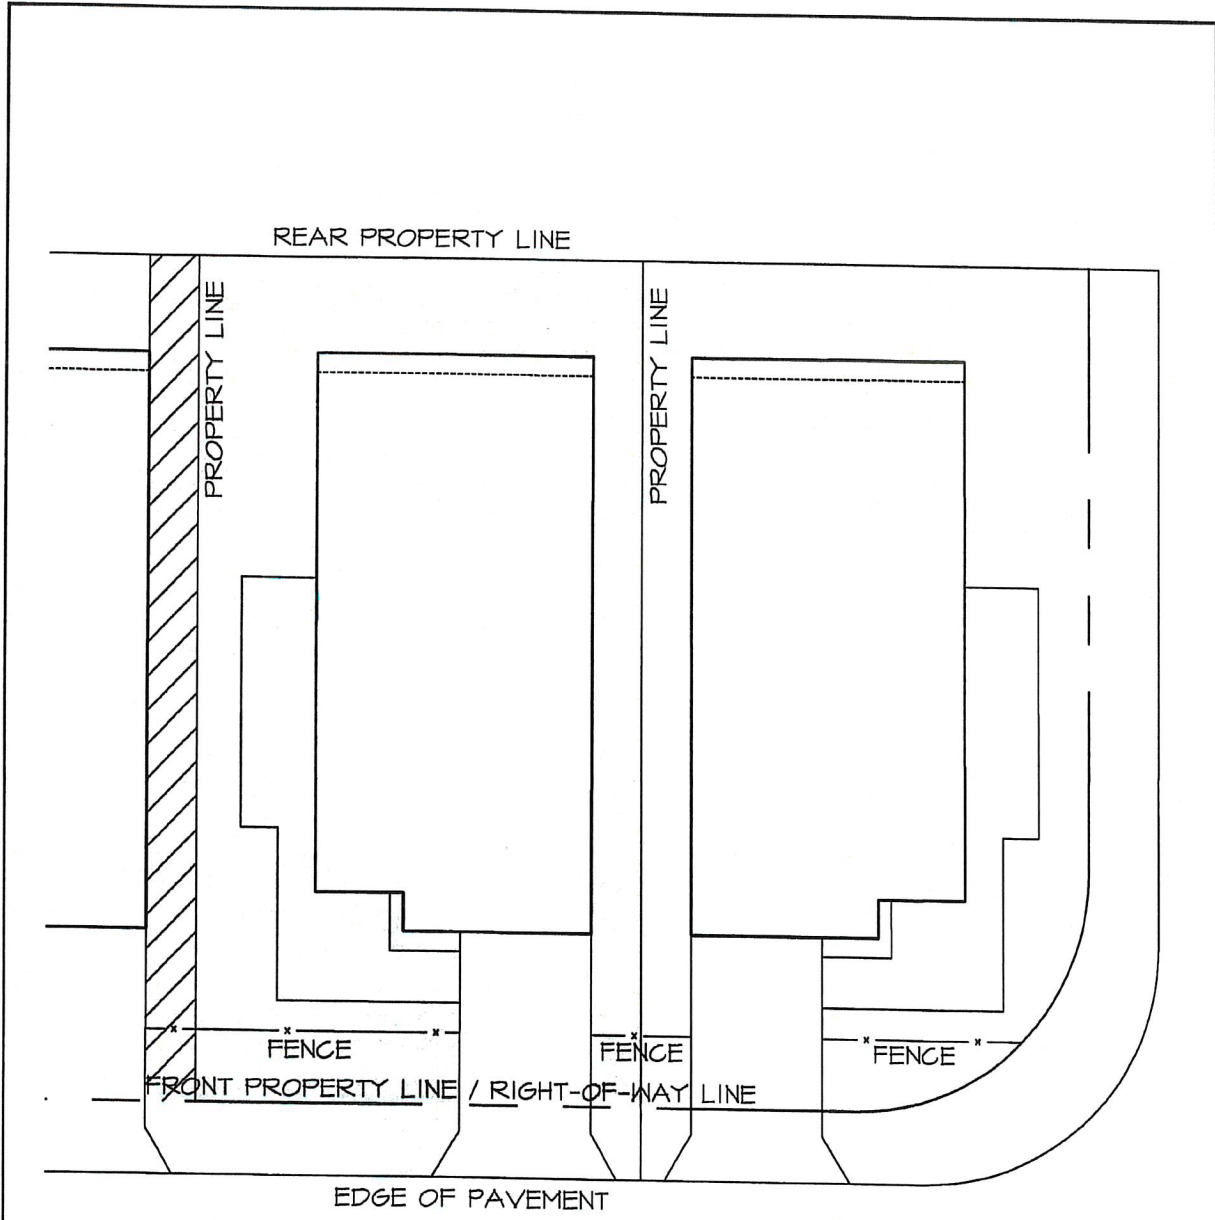 REAR PROPERTY LINE
PROPERTY LINE
PROPERTY LINE
FENCE
FENCE
FENCE
FRONT PROPERTY LINE / RIGHT-OF-WAY LINE
EDGE OF PAVEMENT